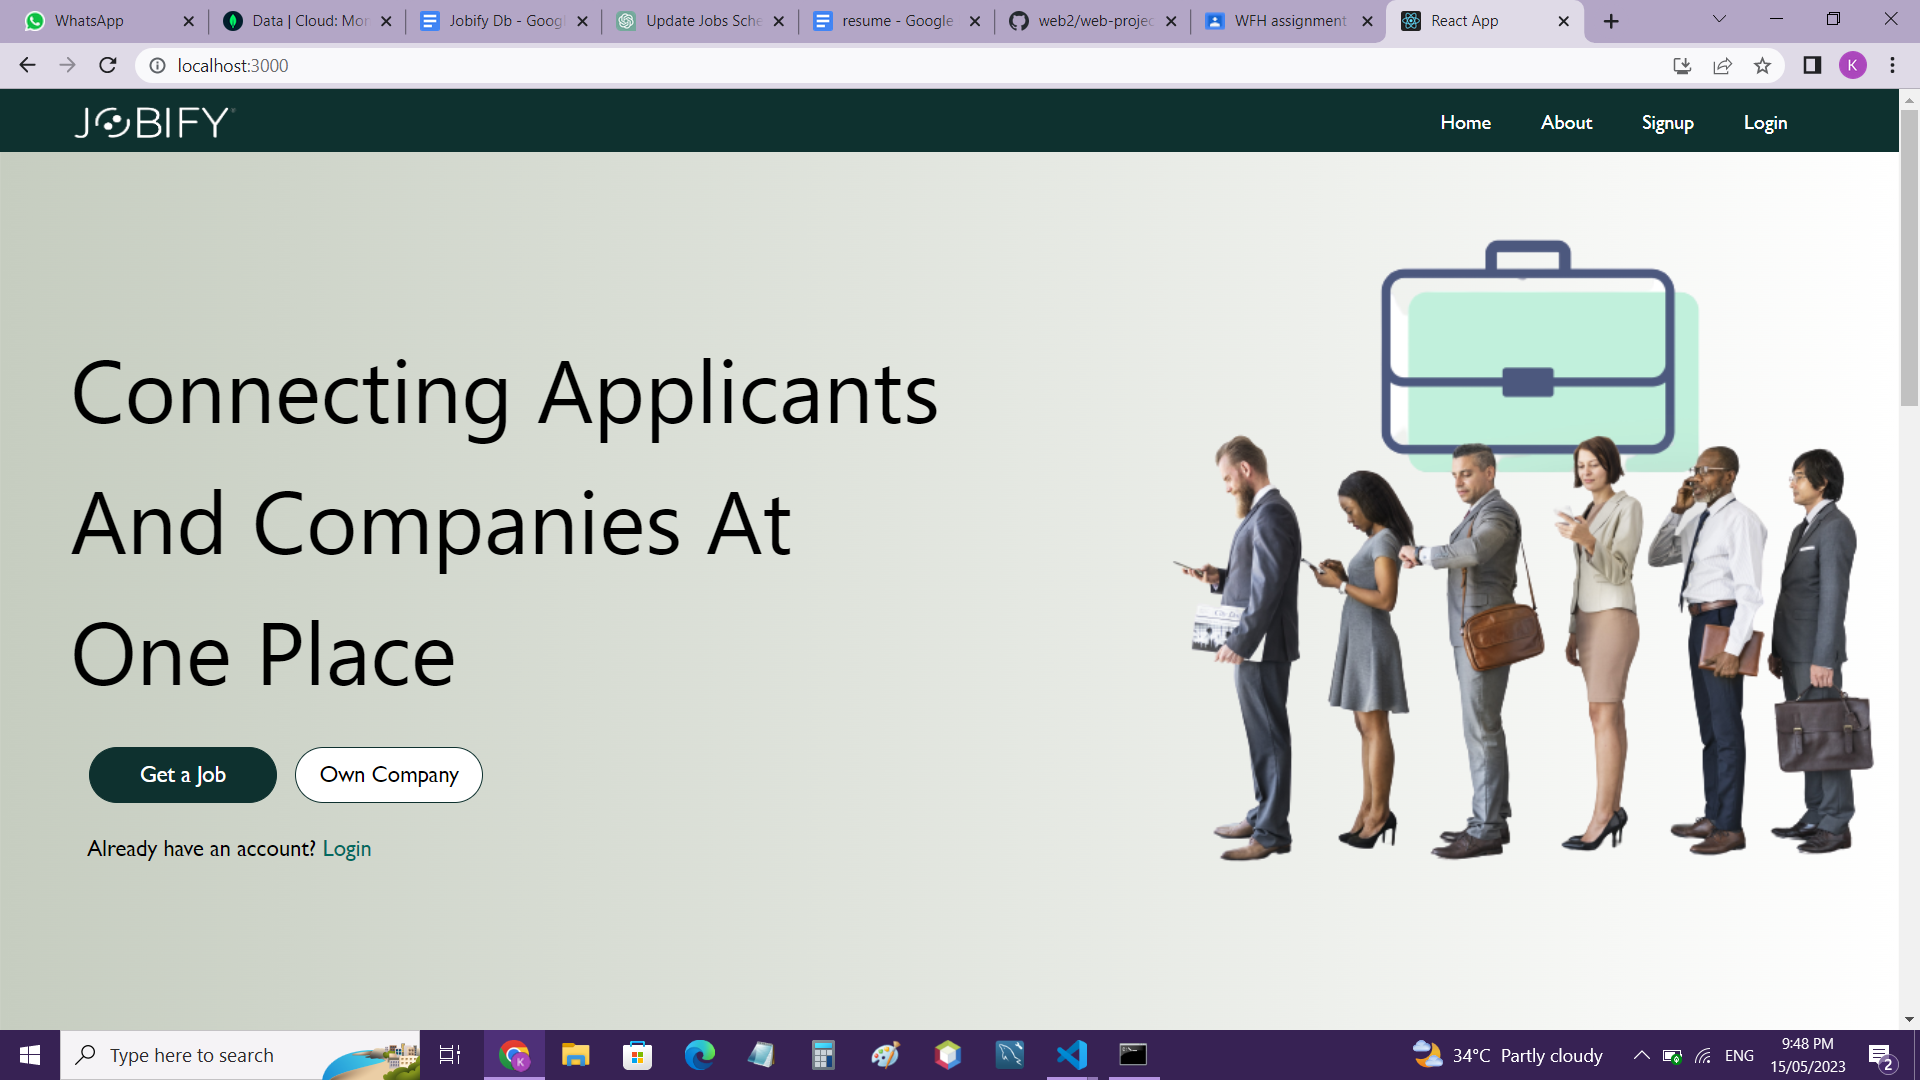 WhatsApp
Data | Cloud: Mon
Jobify Db - Googl
Update Jobs Sche
resume - Google
web2/web-projec
WFH assignment
React App
localhost:3000
K
JOBIFY
Home
About
Signup
Login
Connecting Applicants
And Companies At
One Place
Get a Job
Own Company
Already have an account? Login
Type here to search
K
34°C Partly cloudy
ENG
9:48 PM
15/05/2023
2